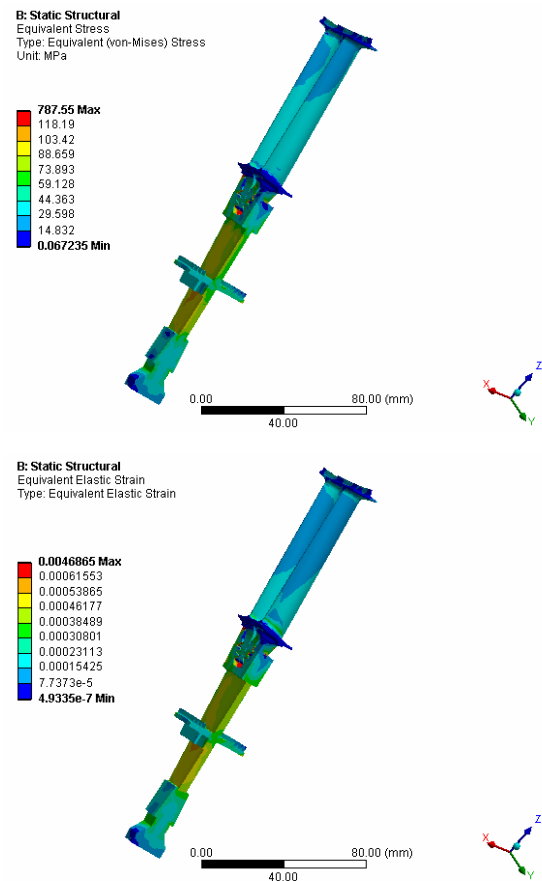 B: Static Structural
Equivalent Stress
Type: Equivalent (von-Mises) Stress
Unit: MPa
787.55 Max
118.19
103.42
88.659
73.893
59.128
44.363
29.598
14.832
0.067235 Min
0.00
80.00 (mm)
40.00
X
Y
Z
B: Static Structural
Equivalent Elastic Strain
Type: Equivalent Elastic Strain
0.0046865 Max
0.00061553
0.00053865
0.00046177
0.00038489
0.00030801
0.00023113
0.00015425
7.7373e-5
4.9335e-7 Min
0.00
80.00 (mm)
40.00
X
Y
Z